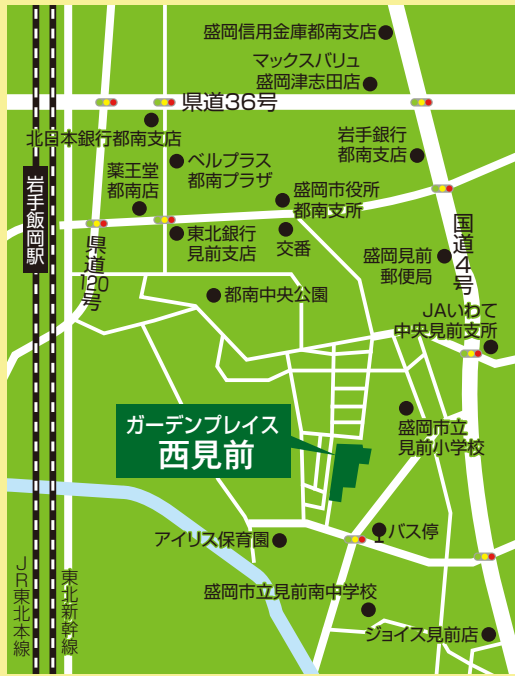 盛岡信用金庫都南支店
マックスバリュ
盛岡津志田店
県道36号
北日本銀行都南支店
岩手銀行
都南支店
ベルプラス
都南プラザ
薬王堂
都南店
盛岡市役所
都南支所
岩手飯岡駅
東北銀行
見前支店
交番
国道4号
県道120号
盛岡見前
郵便局
都南中央公園
JAいわて
中央見前支所
ガーデンプレイス
西見前
盛岡市立
見前小学校
アイリス保育園
バス停
JR東北本線
東北新幹線
盛岡市立見前南中学校
ジョイス見前店